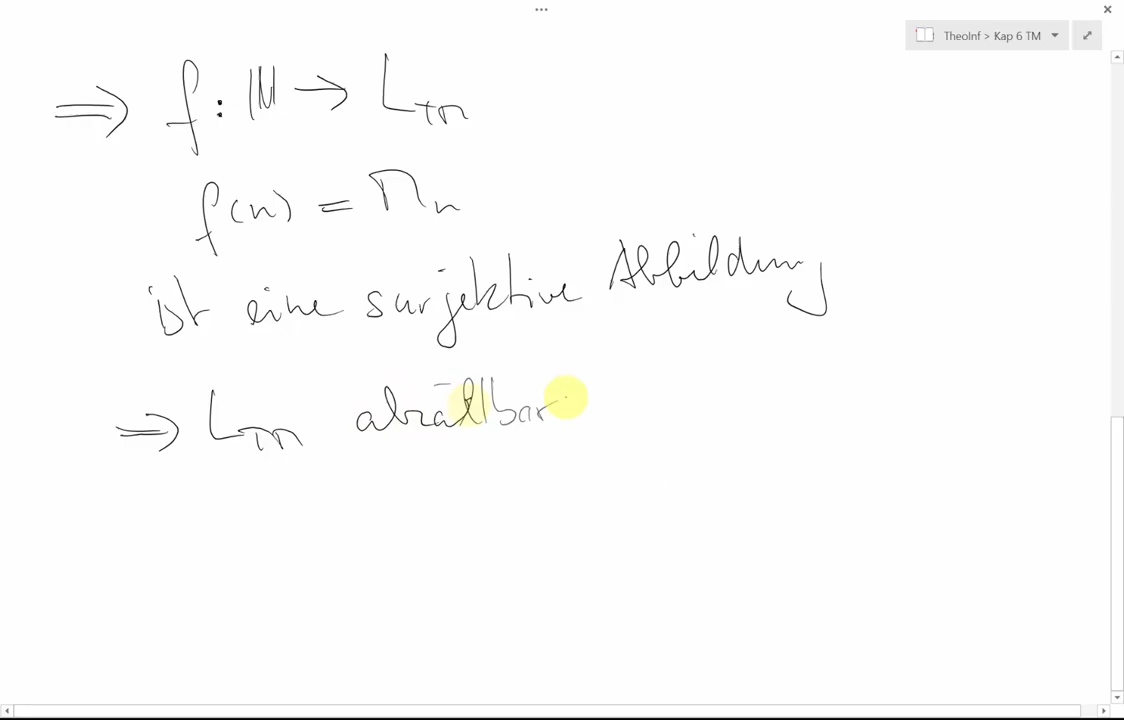 TheoInf > Kap 6 TM
⇒ f: ℕ → L_TM
f(n) = M_n
ist eine surjektive Abbildung
⇒ L_TM abzählbar